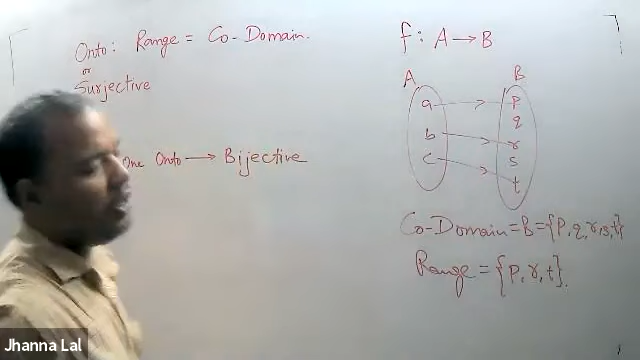 Onto: Range = Co-Domain.
or
Surjective
One Onto → Bijective
f: A → B
A B
a p
q
b r
s
c t
Co-Domain = B = {P, q, r, s, t}
Range = {P, r, t}.
Jhanna Lal